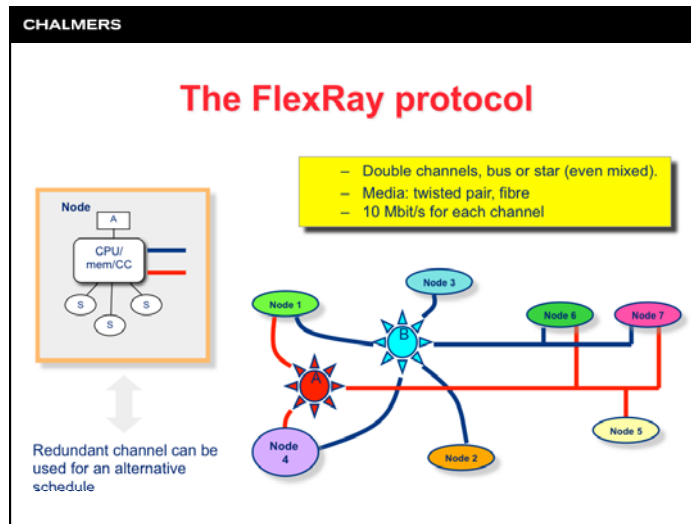 CHALMERS
The FlexRay protocol
– Double channels, bus or star (even mixed).
– Media: twisted pair, fibre
– 10 Mbit/s for each channel
Node
A
CPU/
mem/CC
S
S
S
Redundant channel can be
used for an alternative
schedule
Node 3
Node 1
B
Node 6
Node 7
A
Node 5
Node
4
Node 2